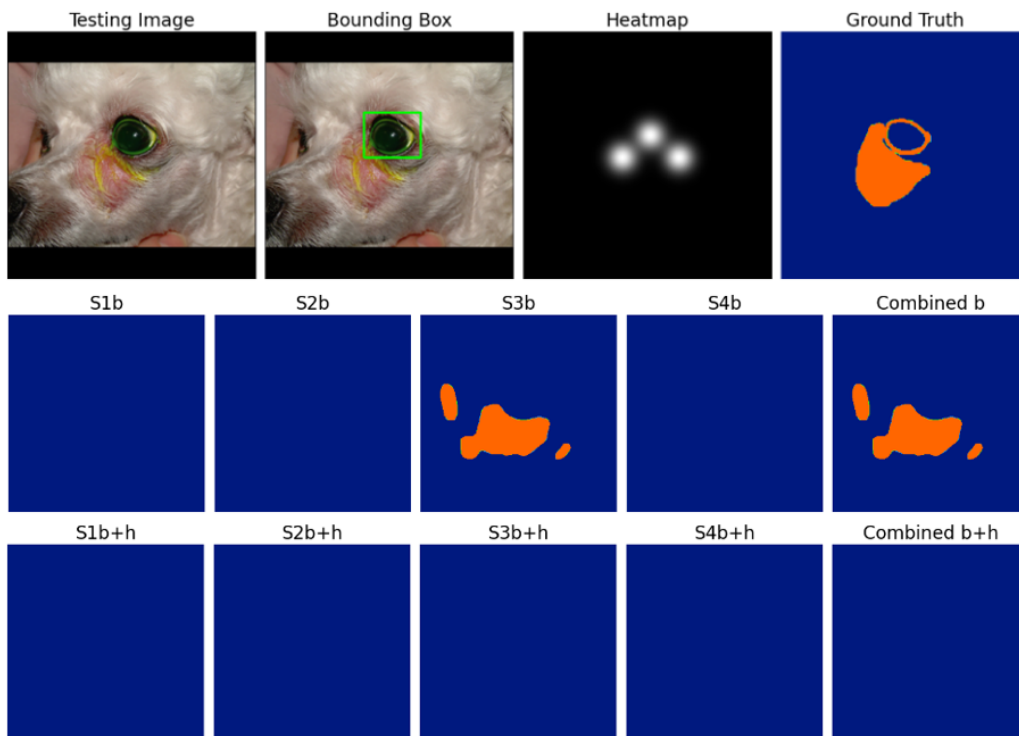 Testing Image Bounding Box Heatmap Ground Truth
S1b S2b S3b S4b Combined b
S1b+h S2b+h S3b+h S4b+h Combined b+h